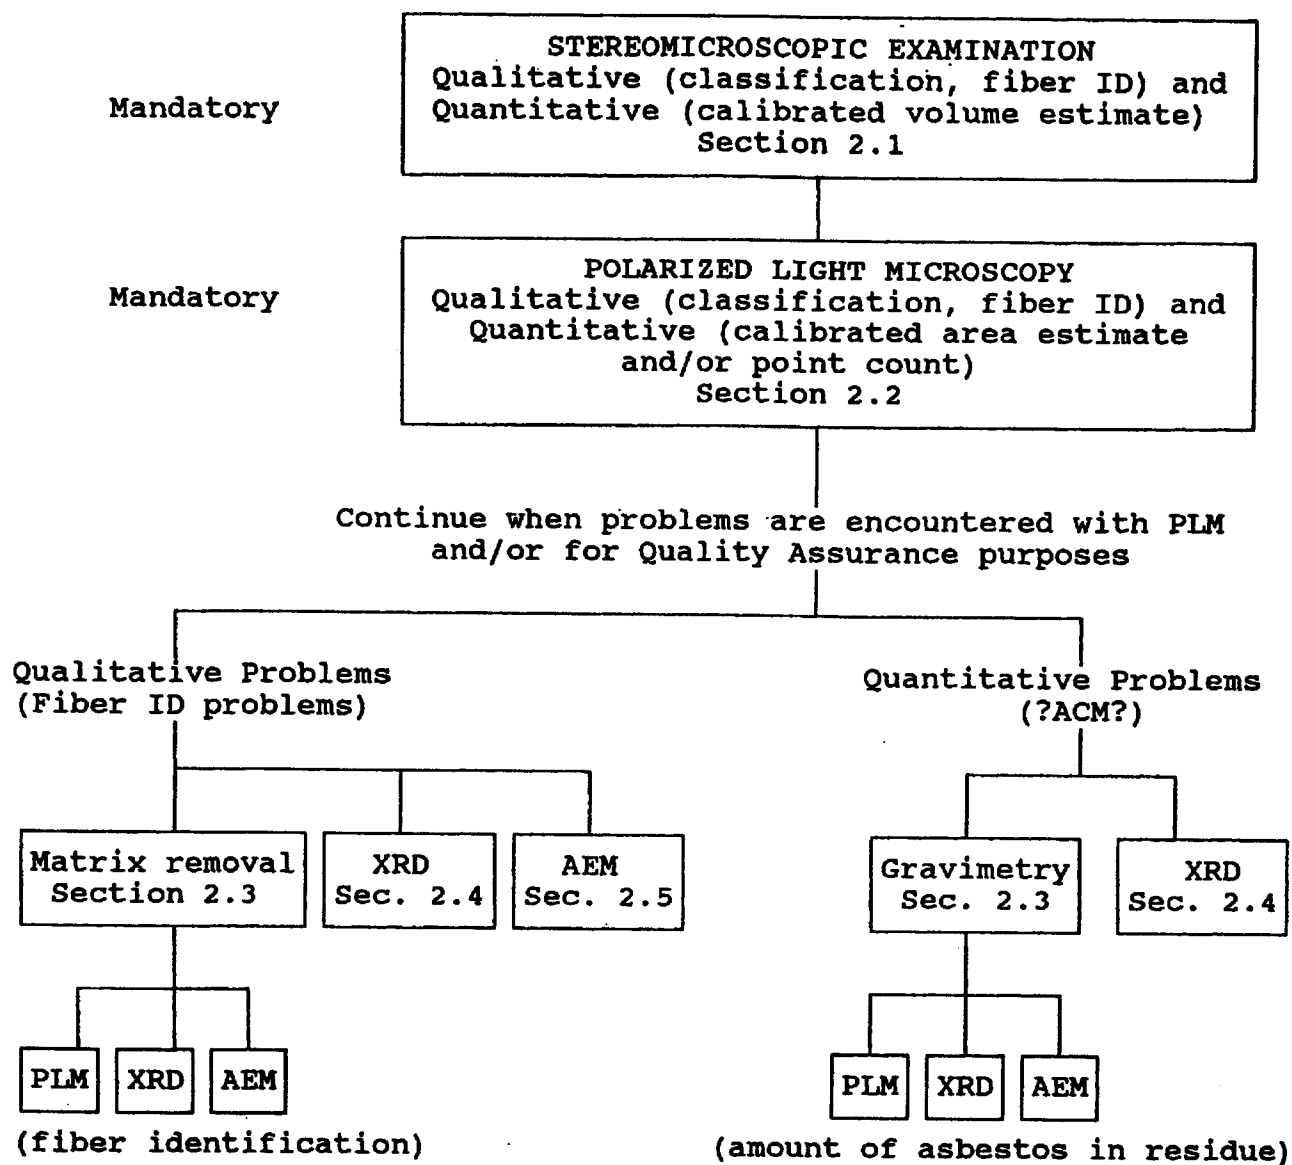 STEREOMICROSCOPIC EXAMINATION
Qualitative (classification, fiber ID) and
Quantitative (calibrated volume estimate)
Section 2.1
Mandatory
POLARIZED LIGHT MICROSCOPY
Qualitative (classification, fiber ID) and
Quantitative (calibrated area estimate
and/or point count)
Section 2.2
Mandatory
Continue when problems are encountered with PLM
and/or for Quality Assurance purposes
Qualitative Problems
(Fiber ID problems)
Quantitative Problems
(?ACM?)
Matrix removal
Section 2.3
XRD
Sec. 2.4
AEM
Sec. 2.5
Gravimetry
Sec. 2.3
XRD
Sec. 2.4
PLM
XRD
AEM
(fiber identification)
PLM
XRD
AEM
(amount of asbestos in residue)